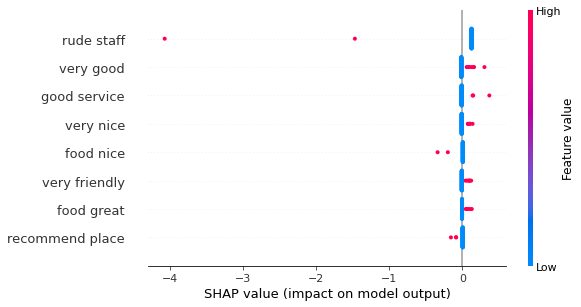 High
rude staff
very good
good service
very nice
food nice
very friendly
food great
recommend place
Low
Feature value
−4 −3 −2 −1 0
SHAP value (impact on model output)